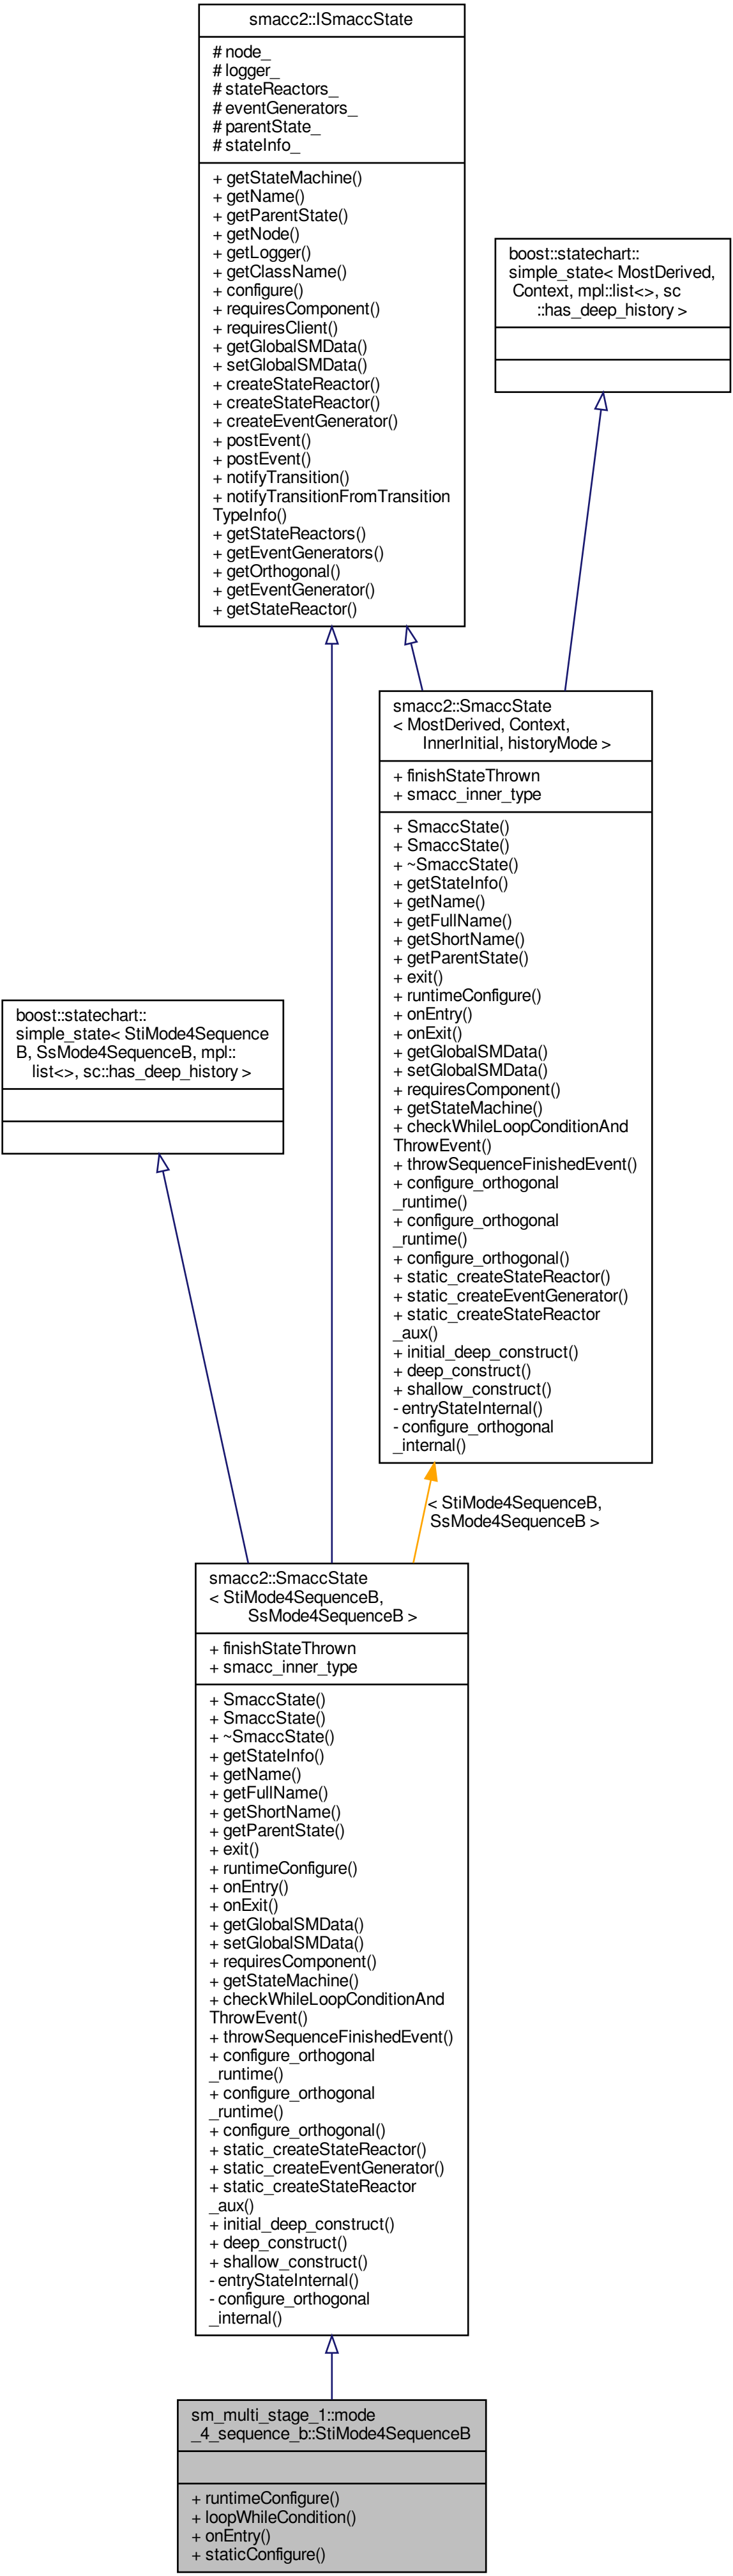 smacc2::ISmaccState
# node_
# logger_
# stateReactors_
# eventGenerators_
# parentState_
# stateInfo_
+ getStateMachine()
+ getName()
+ getParentState()
+ getNode()
+ getLogger()
+ getClassName()
+ configure()
+ requiresComponent()
+ requiresClient()
+ getGlobalSMData()
+ setGlobalSMData()
+ createStateReactor()
+ createStateReactor()
+ createEventGenerator()
+ postEvent()
+ postEvent()
+ notifyTransition()
+ notifyTransitionFromTransition
TypeInfo()
+ getStateReactors()
+ getEventGenerators()
+ getOrthogonal()
+ getEventGenerator()
+ getStateReactor()
boost::statechart::
simple_state< MostDerived,
Context, mpl::list<>, sc
::has_deep_history >
smacc2::SmaccState
< MostDerived, Context,
InnerInitial, historyMode >
+ finishStateThrown
+ smacc_inner_type
+ SmaccState()
+ SmaccState()
+ ~SmaccState()
+ getStateInfo()
+ getName()
+ getFullName()
+ getShortName()
+ getParentState()
+ exit()
+ runtimeConfigure()
+ onEntry()
+ onExit()
+ getGlobalSMData()
+ setGlobalSMData()
+ requiresComponent()
+ getStateMachine()
+ checkWhileLoopConditionAnd
ThrowEvent()
+ throwSequenceFinishedEvent()
+ configure_orthogonal
_runtime()
+ configure_orthogonal
_runtime()
+ configure_orthogonal()
+ static_createStateReactor()
+ static_createEventGenerator()
+ static_createStateReactor
_aux()
+ initial_deep_construct()
+ deep_construct()
+ shallow_construct()
- entryStateInternal()
- configure_orthogonal
_internal()
boost::statechart::
simple_state< StiMode4Sequence
B, SsMode4SequenceB, mpl::
list<>, sc::has_deep_history >
< StiMode4SequenceB,
SsMode4SequenceB >
smacc2::SmaccState
< StiMode4SequenceB,
SsMode4SequenceB >
+ finishStateThrown
+ smacc_inner_type
+ SmaccState()
+ SmaccState()
+ ~SmaccState()
+ getStateInfo()
+ getName()
+ getFullName()
+ getShortName()
+ getParentState()
+ exit()
+ runtimeConfigure()
+ onEntry()
+ onExit()
+ getGlobalSMData()
+ setGlobalSMData()
+ requiresComponent()
+ getStateMachine()
+ checkWhileLoopConditionAnd
ThrowEvent()
+ throwSequenceFinishedEvent()
+ configure_orthogonal
_runtime()
+ configure_orthogonal
_runtime()
+ configure_orthogonal()
+ static_createStateReactor()
+ static_createEventGenerator()
+ static_createStateReactor
_aux()
+ initial_deep_construct()
+ deep_construct()
+ shallow_construct()
- entryStateInternal()
- configure_orthogonal
_internal()
sm_multi_stage_1::mode
_4_sequence_b::StiMode4SequenceB
+ runtimeConfigure()
+ loopWhileCondition()
+ onEntry()
+ staticConfigure()